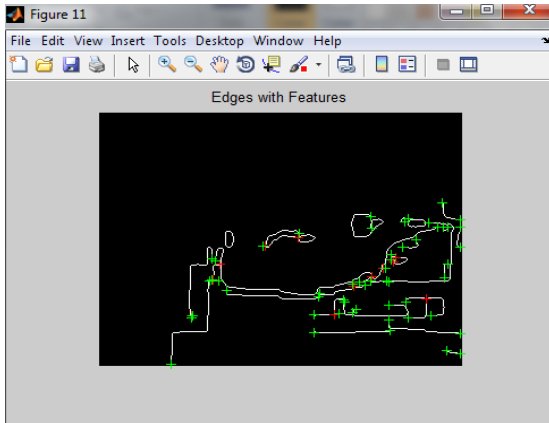 Figure 11
File Edit View Insert Tools Desktop Window Help
Edges with Features